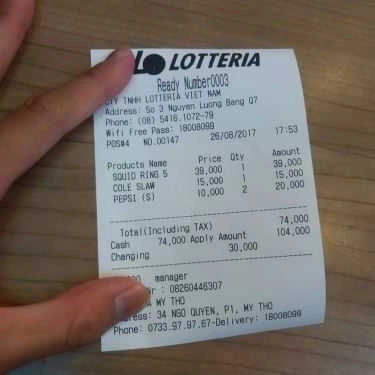 LOTTERIA
Ready Number0003
CTY TNHH LOTTERIA VIET NAM
Address: So 3 Nguyen Luong Bang Q7
Phone: (08) 5416.1072~79
Wifi Free Pass: 18008099
POS#4 NO.00147 26/08/2017 17:53
Products Name Price Qty Amount
SQUID RING 5 39,000 1 39,000
COLE SLAW 15,000 1 15,000
PEPSI (S) 10,000 2 20,000
Total(Including TAX) 74,000
Cash 74,000 Apply Amount 104,000
Changing 30,000
manager
: 08260446307
MY THO
34 NGO QUYEN, P1, MY THO
Phone: 0733.97.97.67-Delivery: 18008099